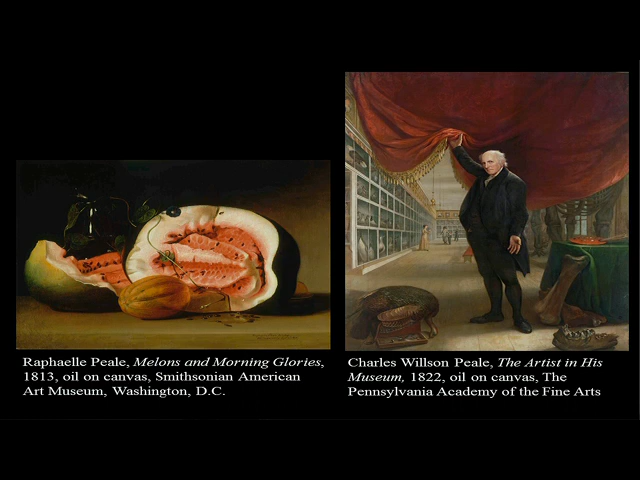 Raphaelle Peale, Melons and Morning Glories,
1813, oil on canvas, Smithsonian American
Art Museum, Washington, D.C.
Charles Willson Peale, The Artist in His
Museum, 1822, oil on canvas, The
Pennsylvania Academy of the Fine Arts